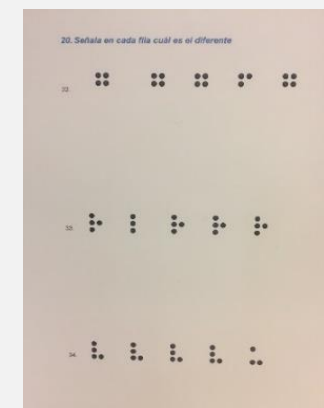 20. Señala en cada fila cuál es el diferente
32. ⠛ ⠛ ⠛ ⠋ ⠛
33. ⠗ ⠇ ⠗ ⠗ ⠗
34. ⠧ ⠧ ⠧ ⠧ ⠥